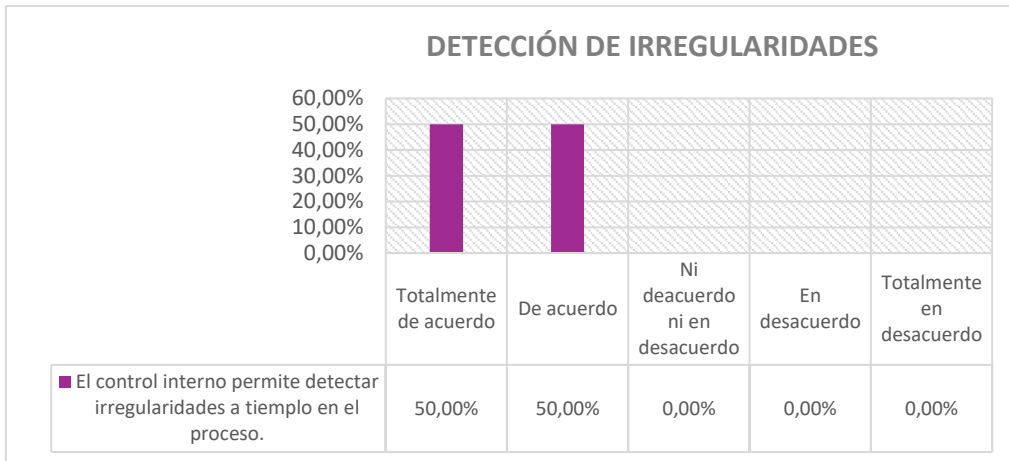 DETECCIÓN DE IRREGULARIDADES
60,00%
50,00%
40,00%
30,00%
20,00%
10,00%
0,00%
Totalmente
de acuerdo
De acuerdo
Ni
deacuerdo
ni en
desacuerdo
En
desacuerdo
Totalmente
en
desacuerdo
El control interno permite detectar
irregularidades a tiemplo en el
proceso.
50,00%
50,00%
0,00%
0,00%
0,00%